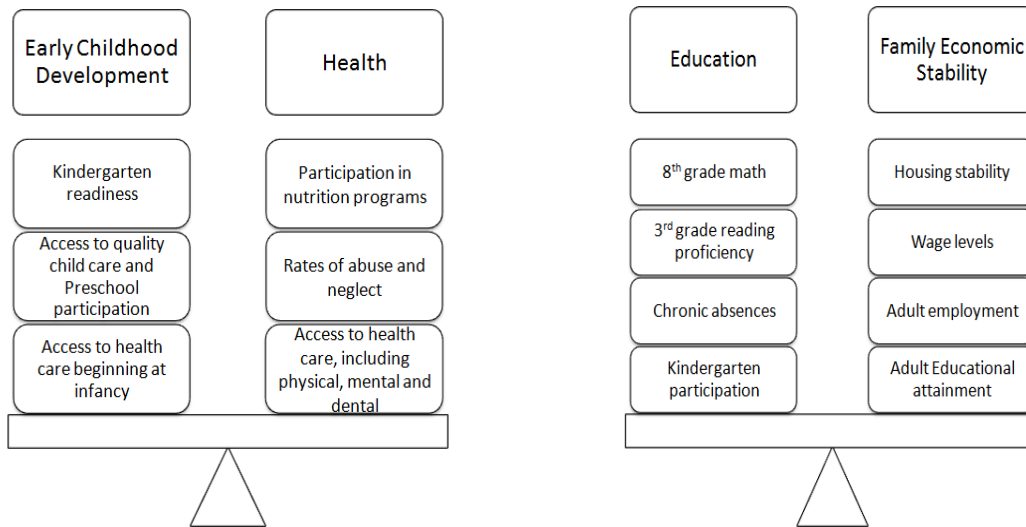 Early Childhood
Development
Health
Education
Family Economic
Stability
Kindergarten
readiness
Access to quality
child care and
Preschool
participation
Access to health
care beginning at
infancy
Participation in
nutrition programs
Rates of abuse and
neglect
Access to health
care, including
physical, mental and
dental
8th grade math
3rd grade reading
proficiency
Chronic absences
Kindergarten
participation
Housing stability
Wage levels
Adult employment
Adult Educational
attainment